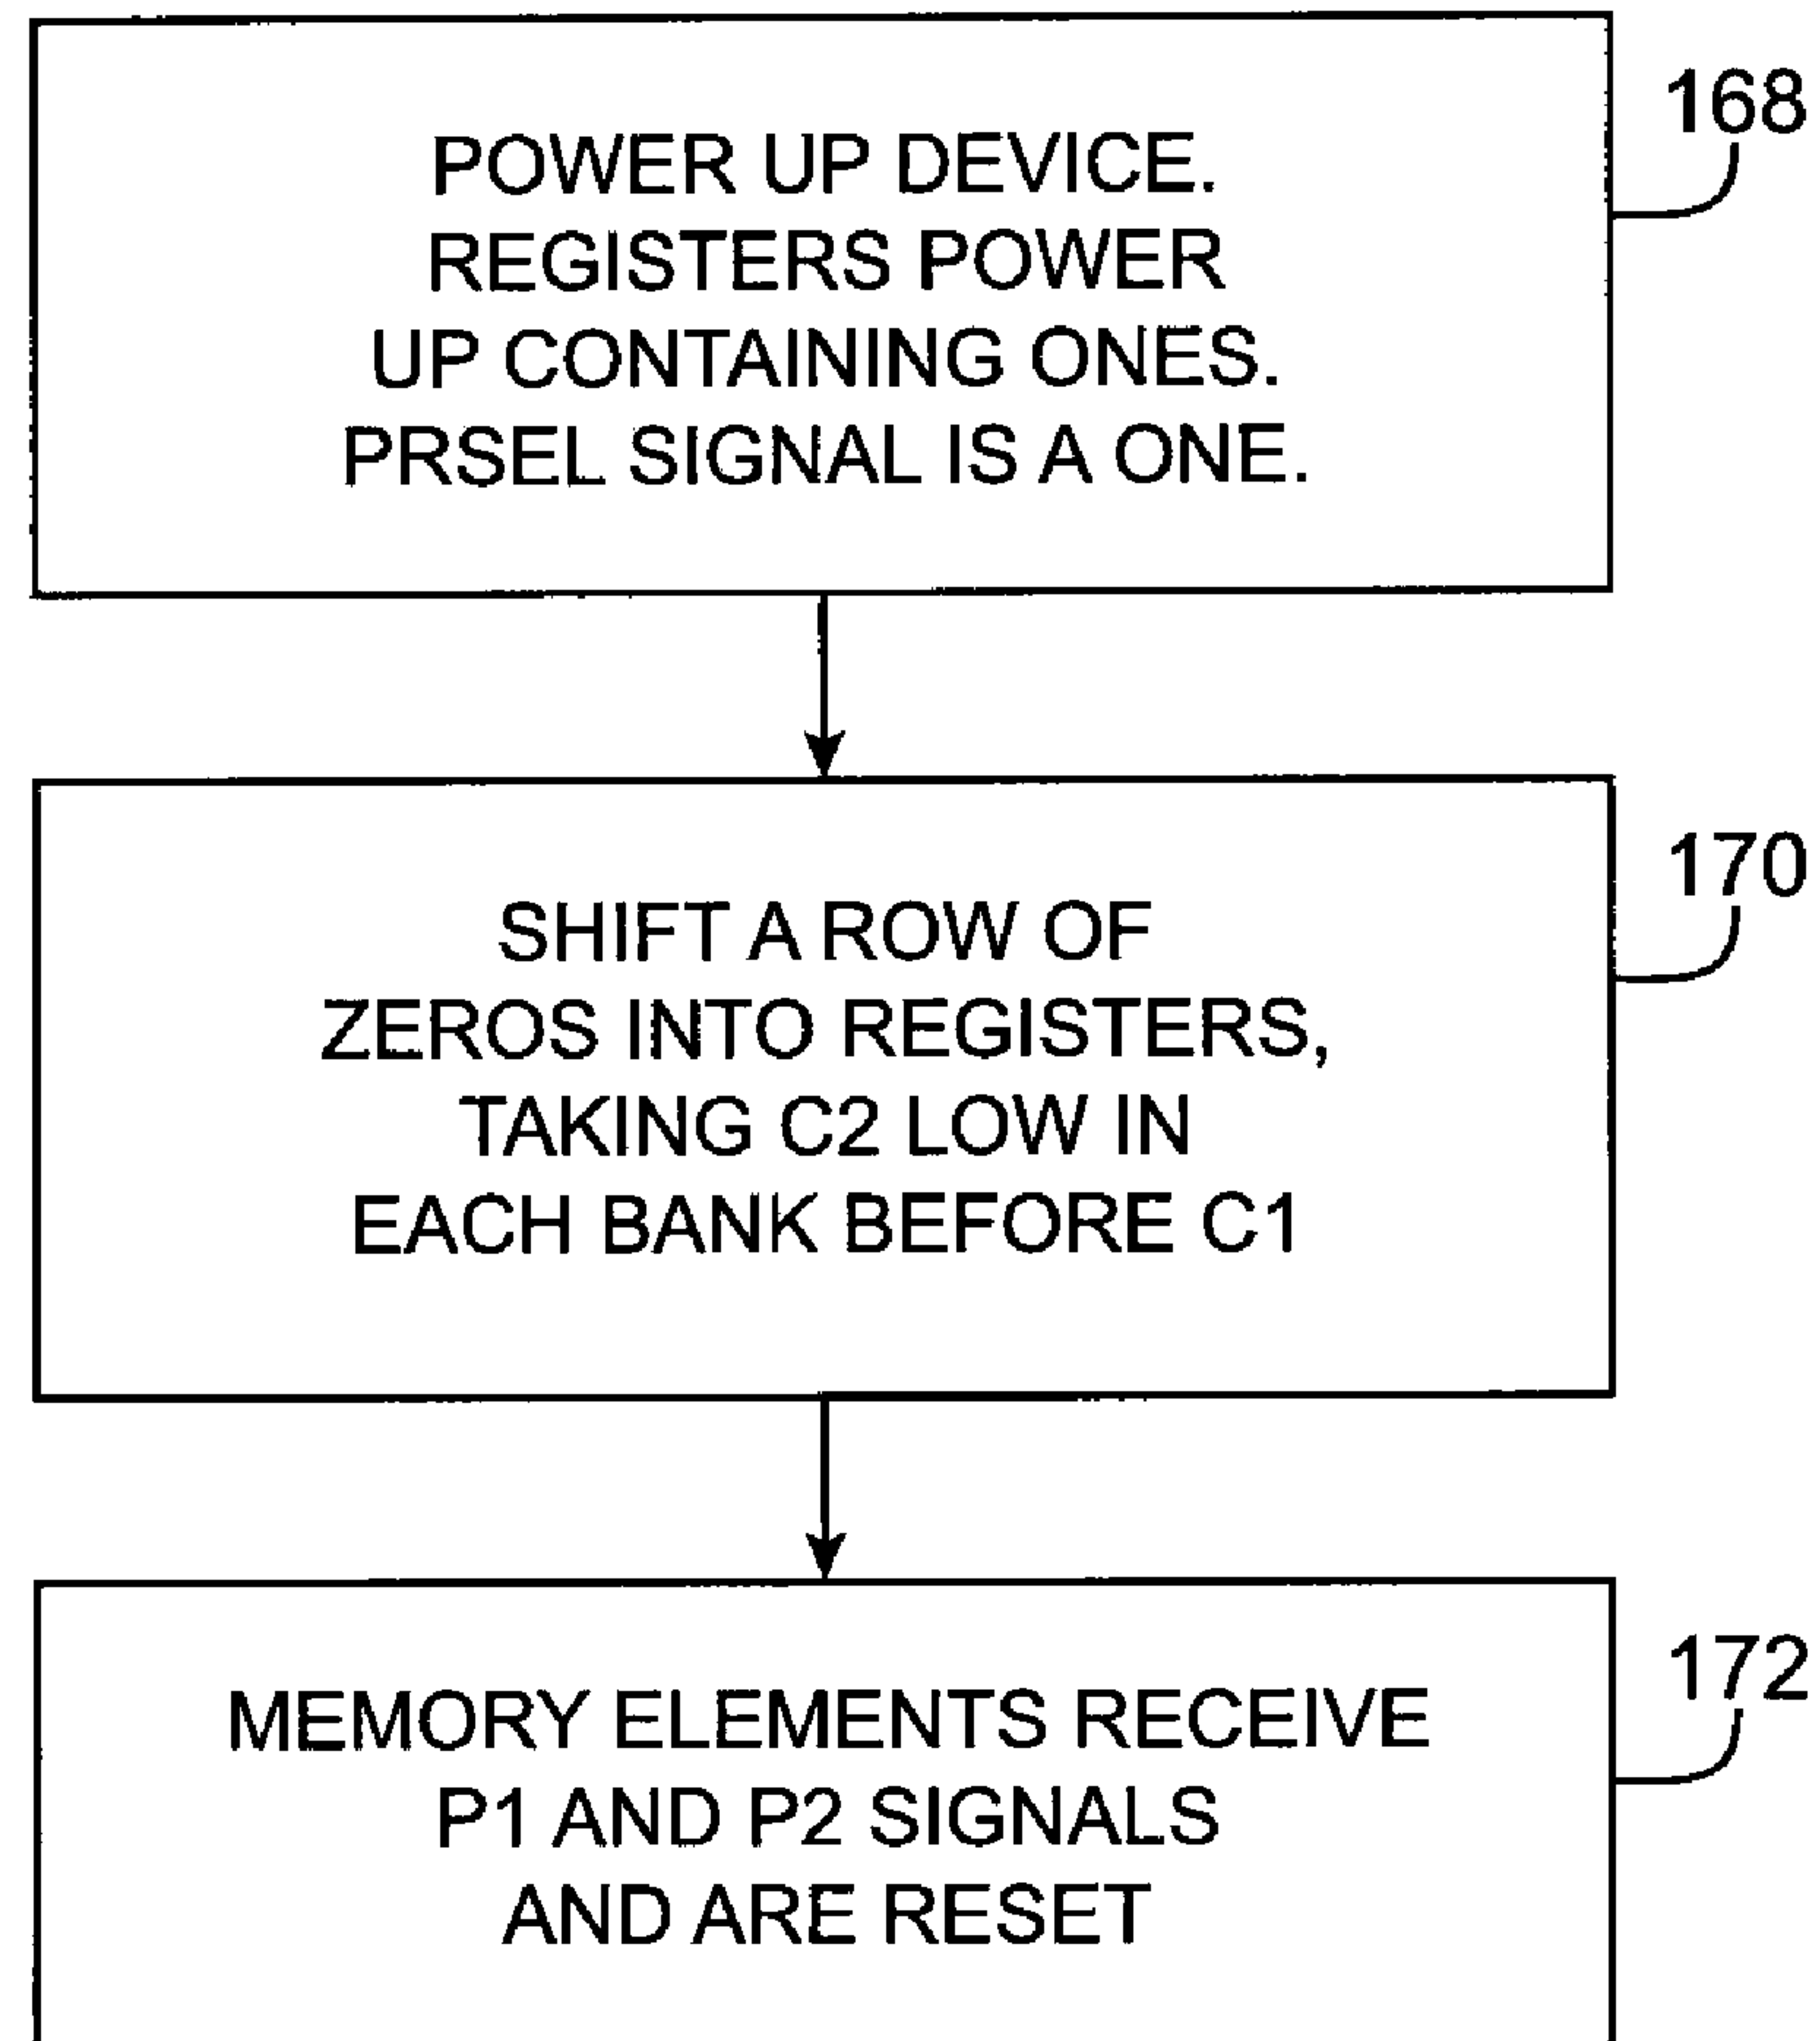 168
POWER UP DEVICE.
REGISTERS POWER
UP CONTAINING ONES.
PRSEL SIGNAL IS A ONE.
170
SHIFT A ROW OF
ZEROS INTO REGISTERS,
TAKING C2 LOW IN
EACH BANK BEFORE C1
172
MEMORY ELEMENTS RECEIVE
P1 AND P2 SIGNALS
AND ARE RESET